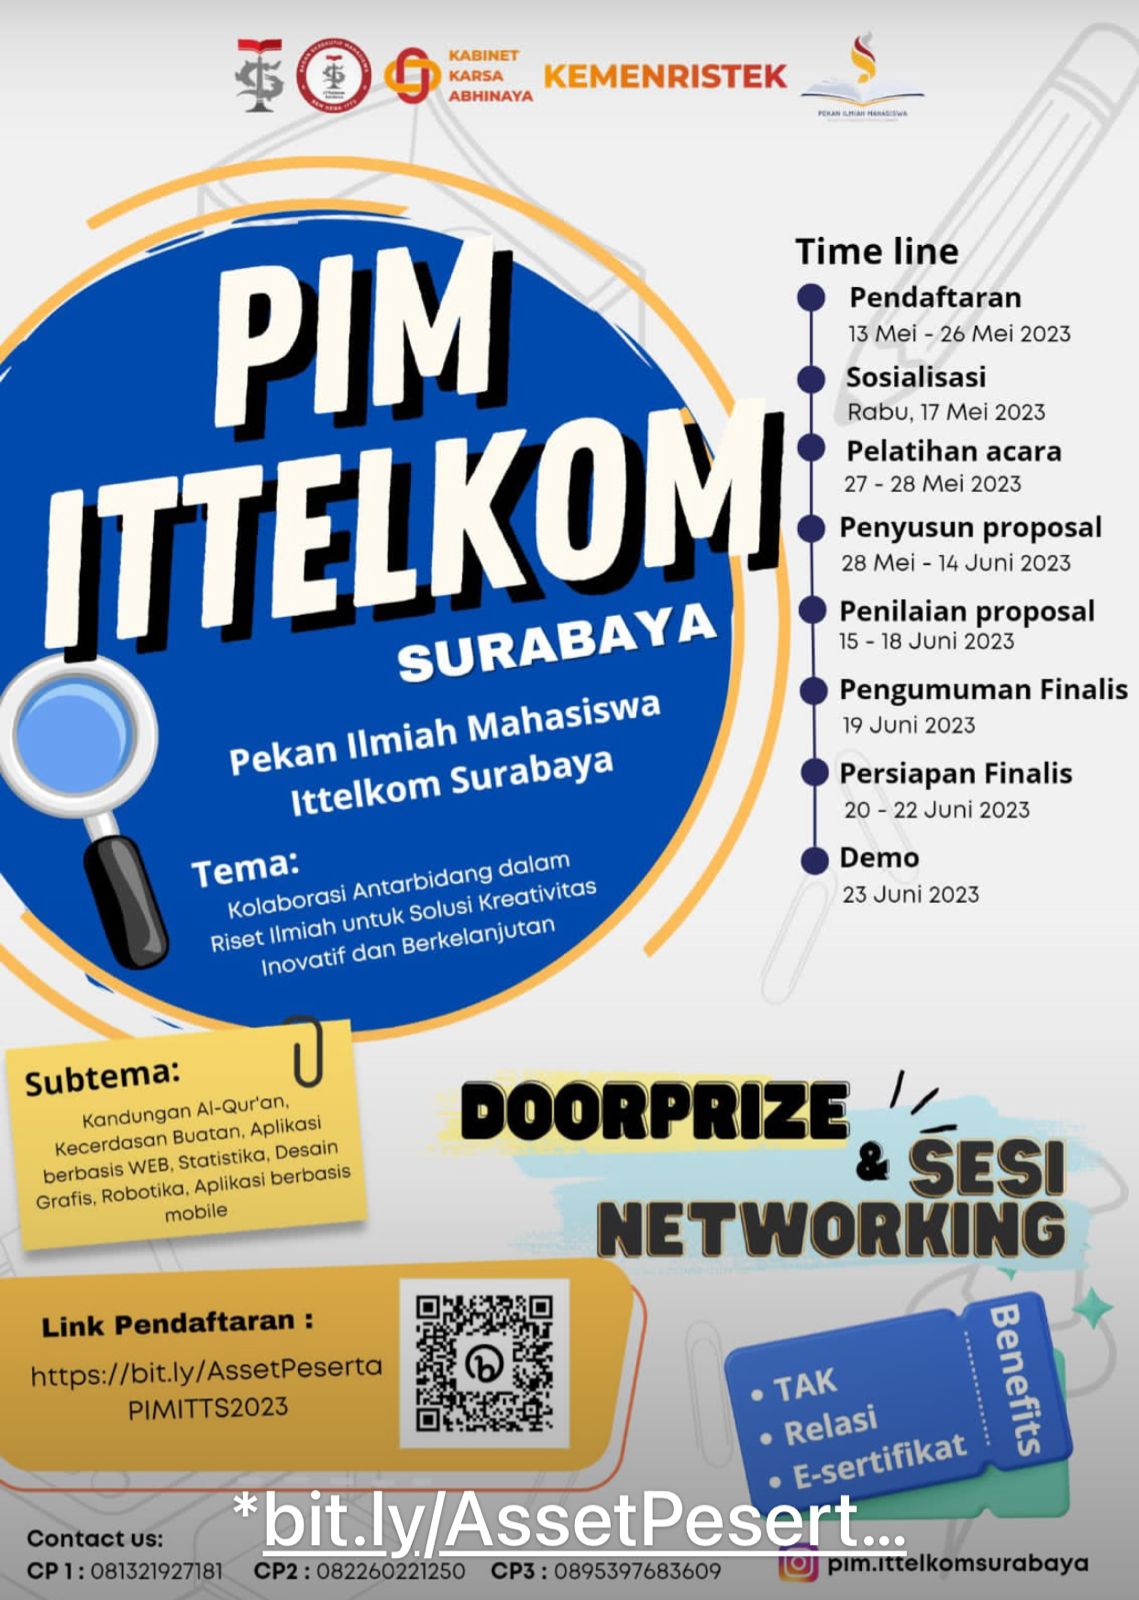 KABINET
KARSA
ABHINAYA
KEMENRISTEK
PEKAN ILMIAH MAHASISWA
PIM
ITTELKOM
SURABAYA
Pekan Ilmiah Mahasiswa
Ittelkom Surabaya
Tema:
Kolaborasi Antarbidang dalam
Riset Ilmiah untuk Solusi Kreativitas
Inovatif dan Berkelanjutan
Time line
Pendaftaran
13 Mei - 26 Mei 2023
Sosialisasi
Rabu, 17 Mei 2023
Pelatihan acara
27 - 28 Mei 2023
Penyusun proposal
28 Mei - 14 Juni 2023
Penilaian proposal
15 - 18 Juni 2023
Pengumuman Finalis
19 Juni 2023
Persiapan Finalis
20 - 22 Juni 2023
Demo
23 Juni 2023
Subtema:
Kandungan Al-Qur'an,
Kecerdasan Buatan, Aplikasi
berbasis WEB, Statistika, Desain
Grafis, Robotika, Aplikasi berbasis
mobile
DOORPRIZE
& SESI
NETWORKING
Link Pendaftaran :
https://bit.ly/AssetPeserta
PIMITTS2023
Benefits
• TAK
• Relasi
• E-sertifikat
*bit.ly/AssetPesert...
Contact us:
CP 1 : 081321927181 CP2 : 082260221250 CP3 : 0895397683609
pim.ittelkomsurabaya